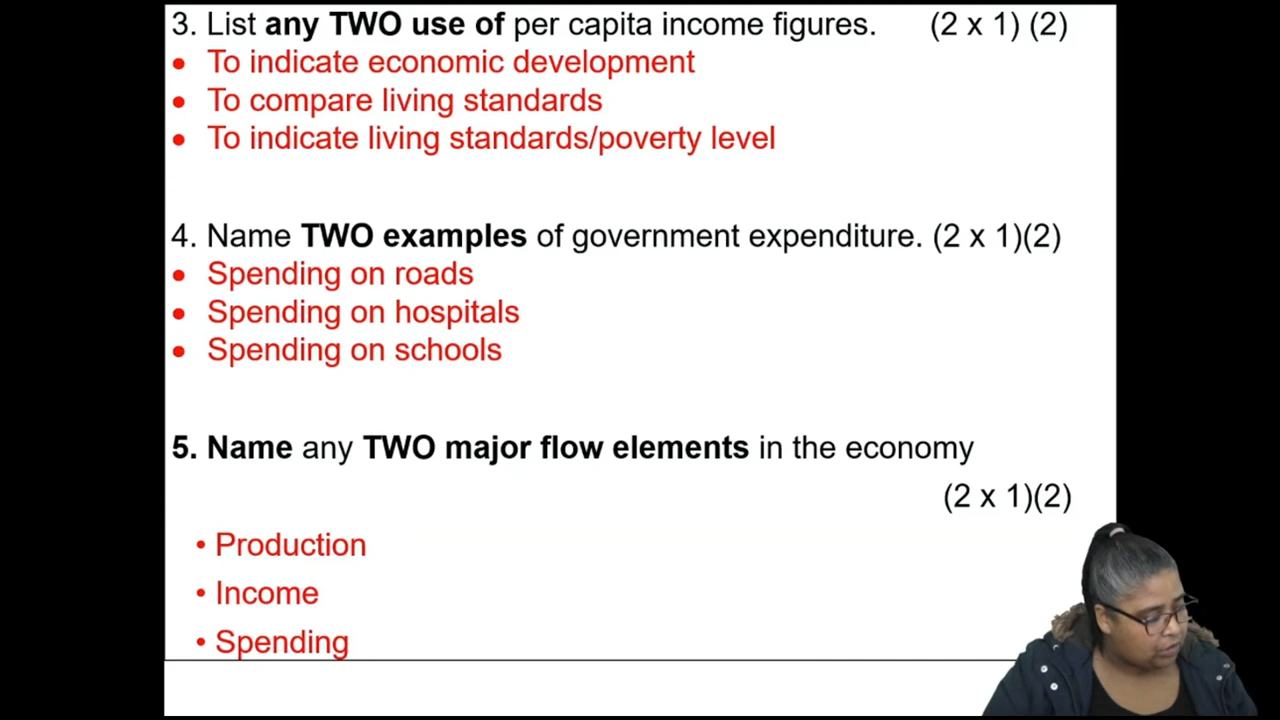 3. List any TWO use of per capita income figures. (2 x 1) (2)
• To indicate economic development
• To compare living standards
• To indicate living standards/poverty level
4. Name TWO examples of government expenditure. (2 x 1)(2)
• Spending on roads
• Spending on hospitals
• Spending on schools
5. Name any TWO major flow elements in the economy
(2 x 1)(2)
• Production
• Income
• Spending